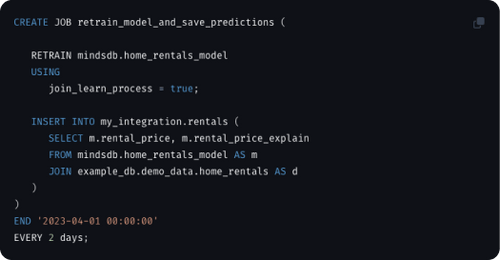 CREATE JOB retrain_model_and_save_predictions (
RETRAIN mindsdb.home_rentals_model
USING
join_learn_process = true;
INSERT INTO my_integration.rentals (
SELECT m.rental_price, m.rental_price_explain
FROM mindsdb.home_rentals_model AS m
JOIN example_db.demo_data.home_rentals AS d
)
)
END '2023-04-01 00:00:00'
EVERY 2 days;